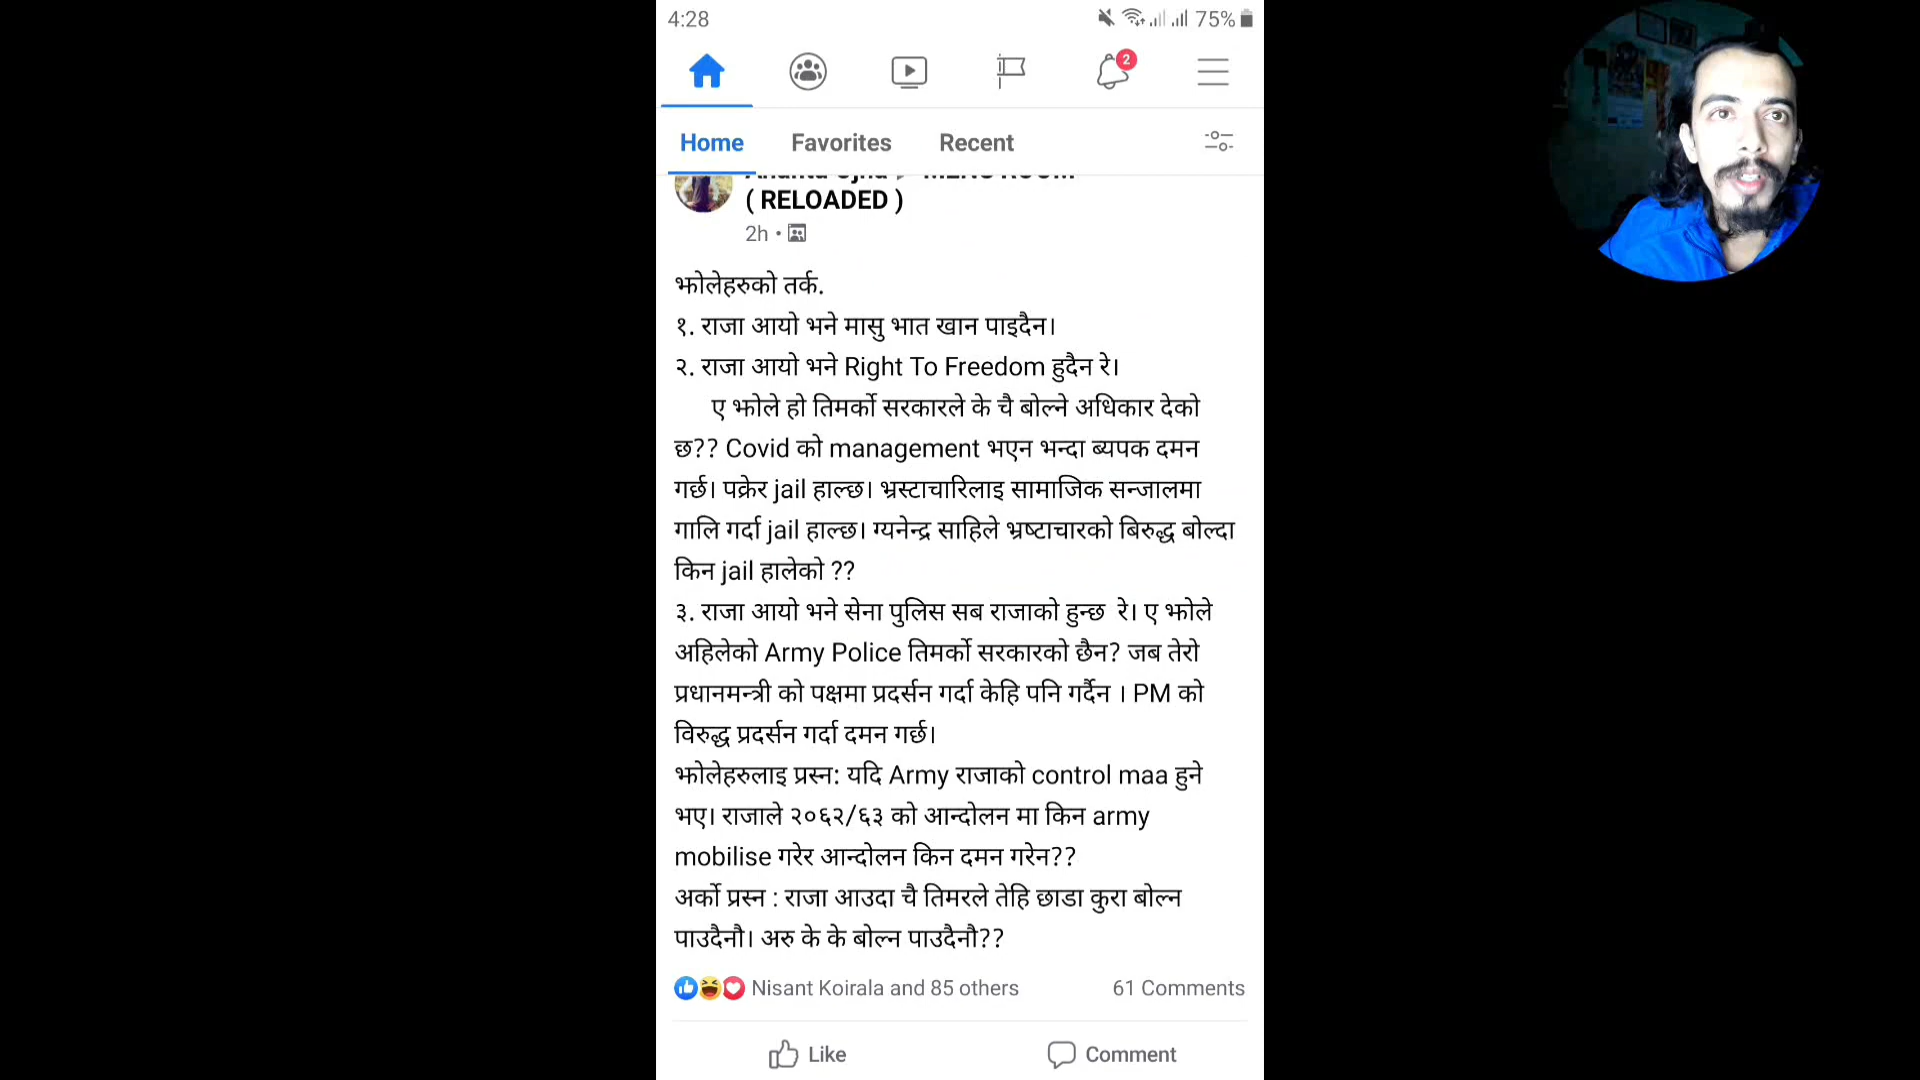 4:28
75%
2
Home Favorites Recent
( RELOADED )
2h •
झोलेहरुको तर्क.
१. राजा आयो भने मासु भात खान पाइदैन।
२. राजा आयो भने Right To Freedom हुदैन रे।
ए झोले हो तिमर्को सरकारले के चै बोल्ने अधिकार देको
छ?? Covid को management भएन भन्दा ब्यपक दमन
गर्छ। पक्रेर jail हाल्छ। भ्रस्टाचारिलाइ सामाजिक सन्जालमा
गालि गर्दा jail हाल्छ। ग्यनेन्द्र साहिले भ्रष्टाचारको बिरुद्ध बोल्दा
किन jail हालेको ??
३. राजा आयो भने सेना पुलिस सब राजाको हुन्छ रे। ए झोले
अहिलेको Army Police तिमर्को सरकारको छैन? जब तेरो
प्रधानमन्त्री को पक्षमा प्रदर्सन गर्दा केहि पनि गर्दैन । PM को
विरुद्ध प्रदर्सन गर्दा दमन गर्छ।
झोलेहरुलाइ प्रस्न: यदि Army राजाको control maa हुने
भए। राजाले २०६२/६३ को आन्दोलन मा किन army
mobilise गरेर आन्दोलन किन दमन गरेन??
अर्को प्रस्न : राजा आउदा चै तिमरले तेहि छाडा कुरा बोल्न
पाउदैनौ। अरु के के बोल्न पाउदैनौ??
Nisant Koirala and 85 others 61 Comments
Like Comment